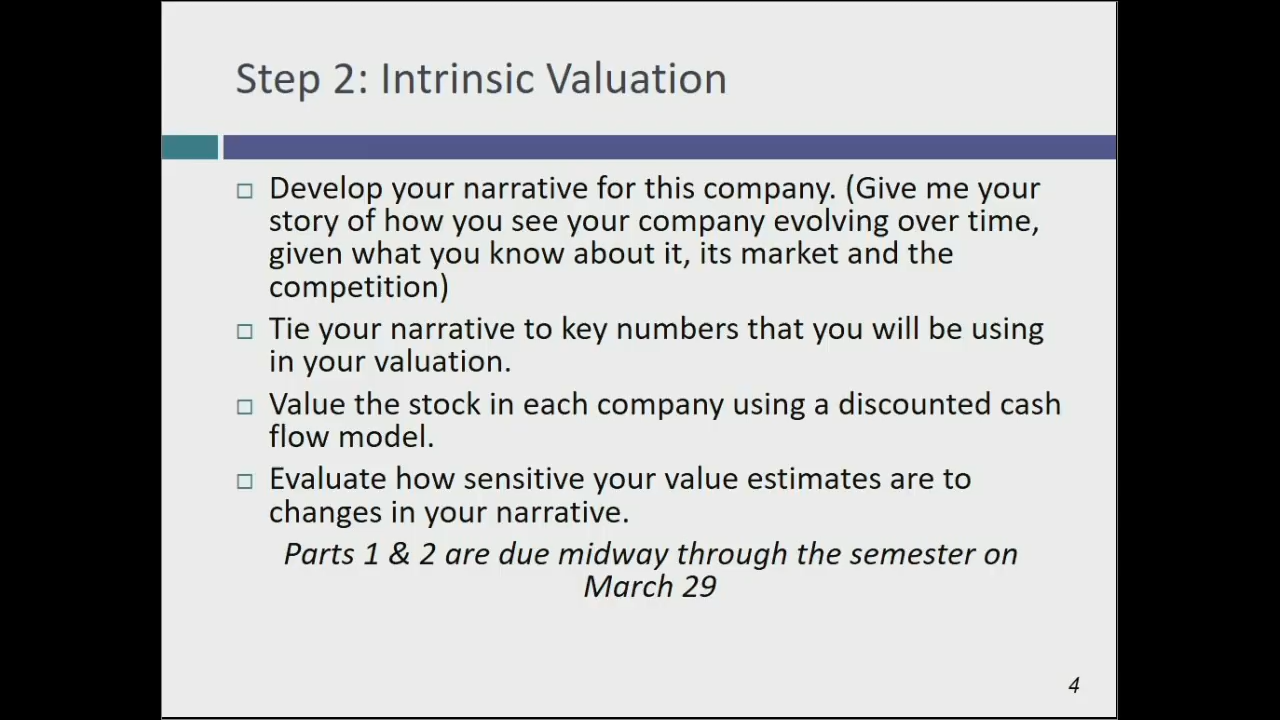 Step 2: Intrinsic Valuation
Develop your narrative for this company. (Give me your
story of how you see your company evolving over time,
given what you know about it, its market and the
competition)
Tie your narrative to key numbers that you will be using
in your valuation.
Value the stock in each company using a discounted cash
flow model.
Evaluate how sensitive your value estimates are to
changes in your narrative.
Parts 1 & 2 are due midway through the semester on
March 29
4